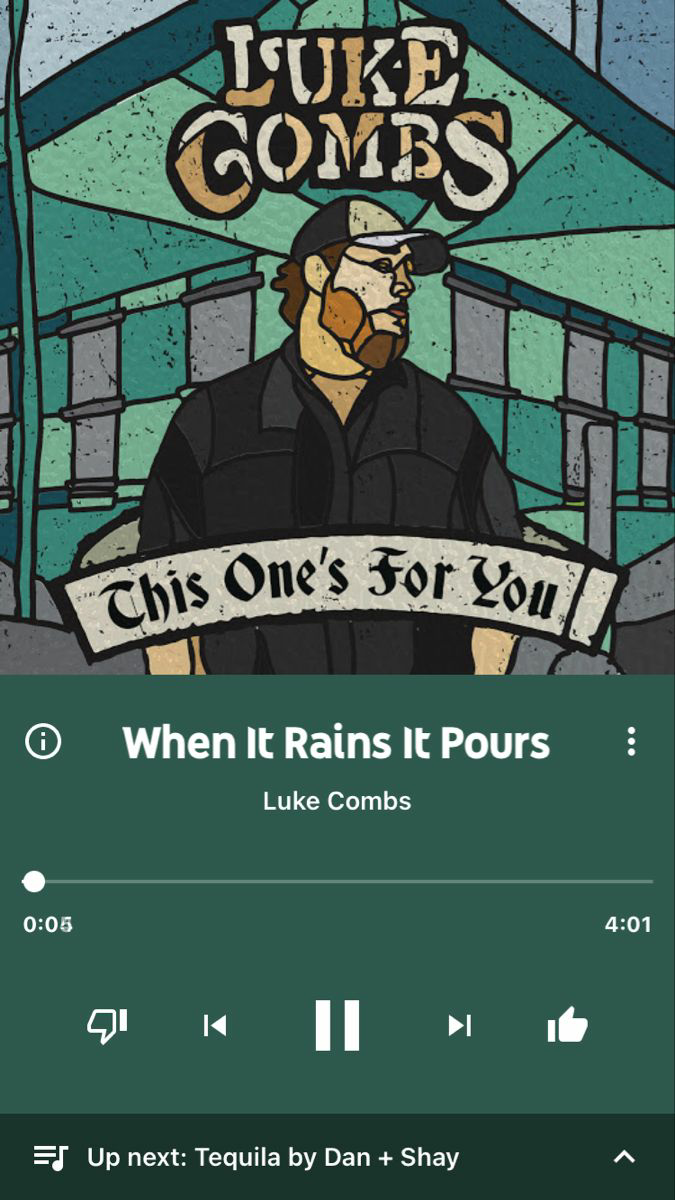 LUKE
COMBS
This One's For You
When It Rains It Pours
Luke Combs
0:05
4:01
Up next: Tequila by Dan + Shay